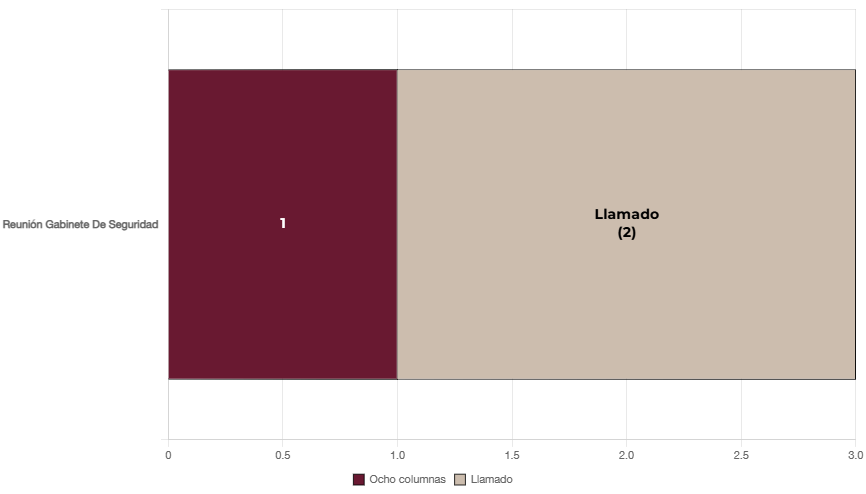 Reunión Gabinete De Seguridad
1
Llamado
(2)
0 0.5 1.0 1.5 2.0 2.5 3.0
Ocho columnas Llamado